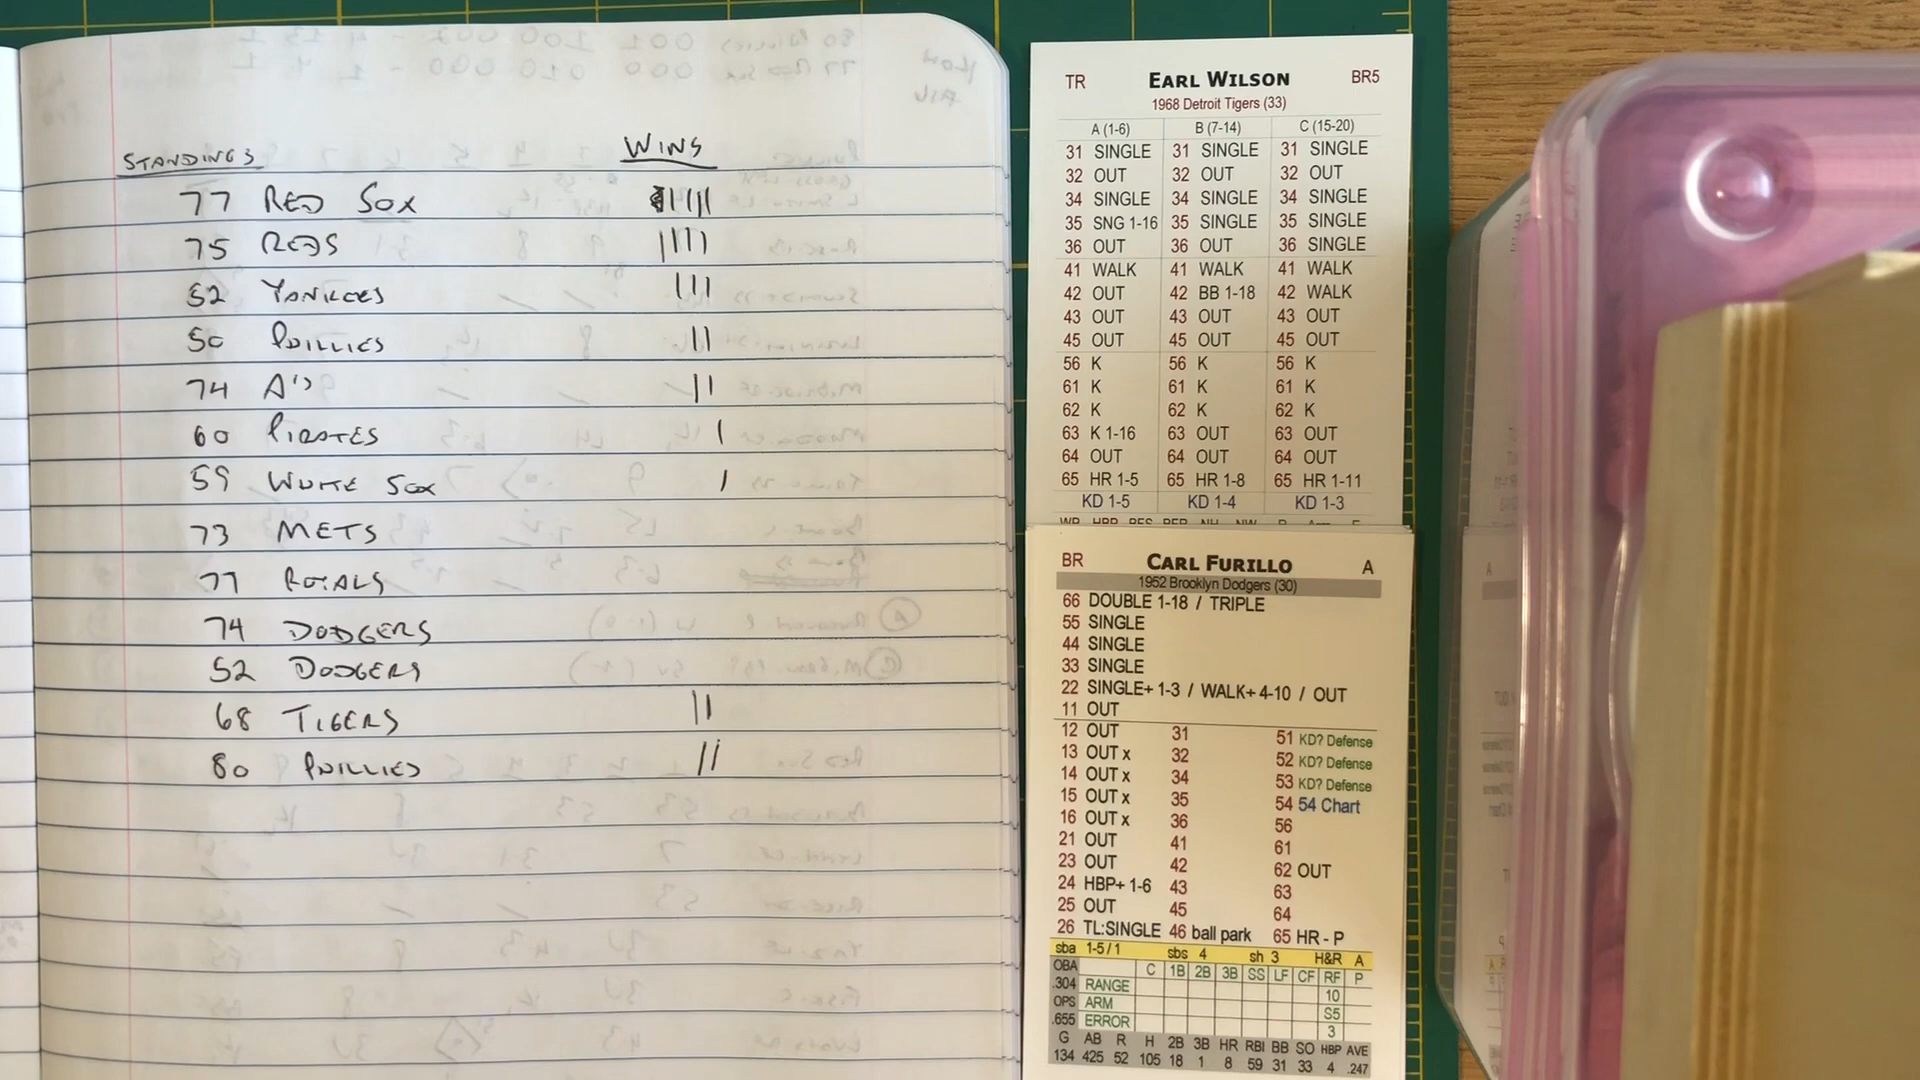 STANDINGS WINS
77 RED SOX |||||
75 REDS ||||
52 YANKEES |||
50 PHILLIES ||
74 A'S ||
60 PIRATES |
59 WHITE SOX |
73 METS
77 ROYALS
74 DODGERS
52 DODGERS
68 TIGERS ||
80 PHILLIES ||
TR EARL WILSON BR5
1968 Detroit Tigers (33)
A (1-6) B (7-14) C (15-20)
31 SINGLE 31 SINGLE 31 SINGLE
32 OUT 32 OUT 32 OUT
34 SINGLE 34 SINGLE 34 SINGLE
35 SNG 1-16 35 SINGLE 35 SINGLE
36 OUT 36 OUT 36 SINGLE
41 WALK 41 WALK 41 WALK
42 OUT 42 BB 1-18 42 WALK
43 OUT 43 OUT 43 OUT
45 OUT 45 OUT 45 OUT
56 K 56 K 56 K
61 K 61 K 61 K
62 K 62 K 62 K
63 K 1-16 63 OUT 63 OUT
64 OUT 64 OUT 64 OUT
65 HR 1-5 65 HR 1-8 65 HR 1-11
KD 1-5 KD 1-4 KD 1-3
BR CARL FURILLO A
1952 Brooklyn Dodgers (30)
66 DOUBLE 1-18 / TRIPLE
55 SINGLE
44 SINGLE
33 SINGLE
22 SINGLE+ 1-3 / WALK+ 4-10 / OUT
11 OUT
12 OUT 31 51 KD? Defense
13 OUT x 32 52 KD? Defense
14 OUT x 34 53 KD? Defense
15 OUT x 35 54 54 Chart
16 OUT x 36 56
21 OUT 41 61
23 OUT 42 62 OUT
24 HBP+ 1-6 43 63
25 OUT 45 64
26 TL:SINGLE 46 ball park 65 HR - P
sba 1-5 / 1 sbs 4 sh 3 H&R A
OBA C 1B 2B 3B SS LF CF RF P
.304 RANGE 10
OPS ARM S5
.655 ERROR 3
G AB R H 2B 3B HR RBI BB SO HBP AVE
134 425 52 105 18 1 8 59 31 33 4 .247